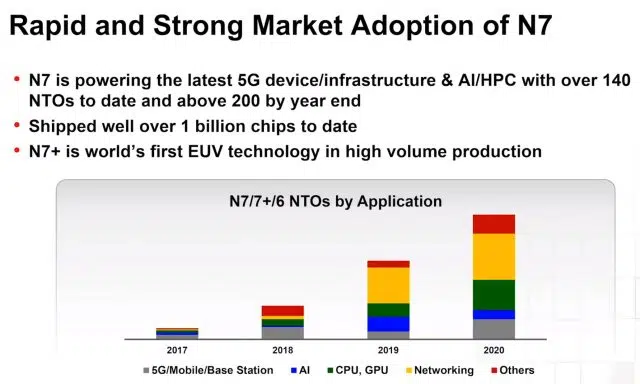 Rapid and Strong Market Adoption of N7
N7 is powering the latest 5G device/infrastructure & AI/HPC with over 140
NTOs to date and above 200 by year end
Shipped well over 1 billion chips to date
N7+ is world's first EUV technology in high volume production
N7/7+/6 NTOs by Application
2017 2018 2019 2020
5G/Mobile/Base Station AI CPU, GPU Networking Others